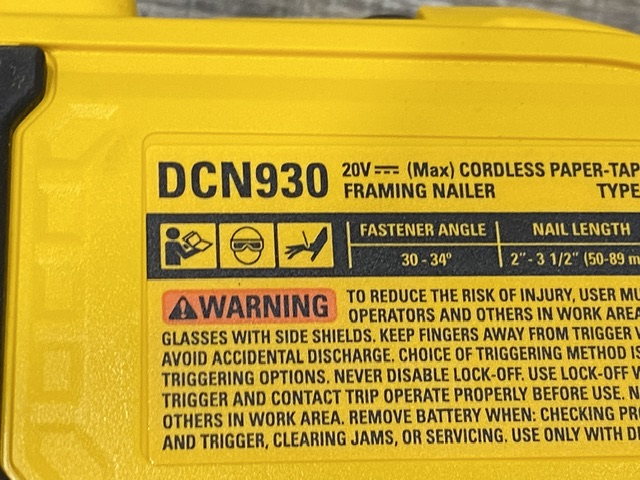 DCN930 20V (Max) CORDLESS PAPER-TAP
FRAMING NAILER TYPE
FASTENER ANGLE NAIL LENGTH
30 - 34° 2" - 3 1/2" (50-89 m
WARNING TO REDUCE THE RISK OF INJURY, USER MU
OPERATORS AND OTHERS IN WORK AREA
GLASSES WITH SIDE SHIELDS. KEEP FINGERS AWAY FROM TRIGGER
AVOID ACCIDENTAL DISCHARGE. CHOICE OF TRIGGERING METHOD IS
TRIGGERING OPTIONS. NEVER DISABLE LOCK-OFF. USE LOCK-OFF W
TRIGGER AND CONTACT TRIP OPERATE PROPERLY BEFORE USE. N
OTHERS IN WORK AREA. REMOVE BATTERY WHEN: CHECKING PR
AND TRIGGER, CLEARING JAMS, OR SERVICING. USE ONLY WITH D